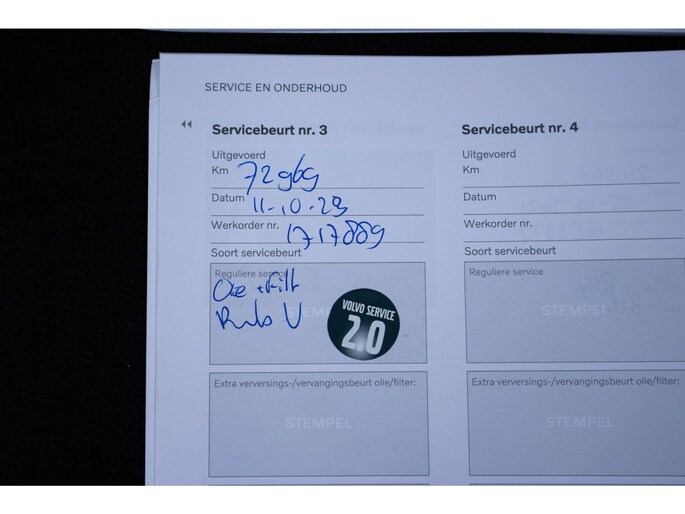 SERVICE EN ONDERHOUD
Servicebeurt nr. 3
Uitgevoerd
Km 72969
Datum 11-10-23
Werkorder nr. 1717889
Soort servicebeurt
Reguliere service
Olie + Filt
STEMPEL
VOLVO SERVICE
2.0
Extra verversings-/vervangingsbeurt olie/filter:
STEMPEL
Servicebeurt nr. 4
Uitgevoerd
Km
Datum
Werkorder nr.
Soort servicebeurt
Reguliere service
STEMPEL
Extra verversings-/vervangingsbeurt olie/filter:
STEMPEL